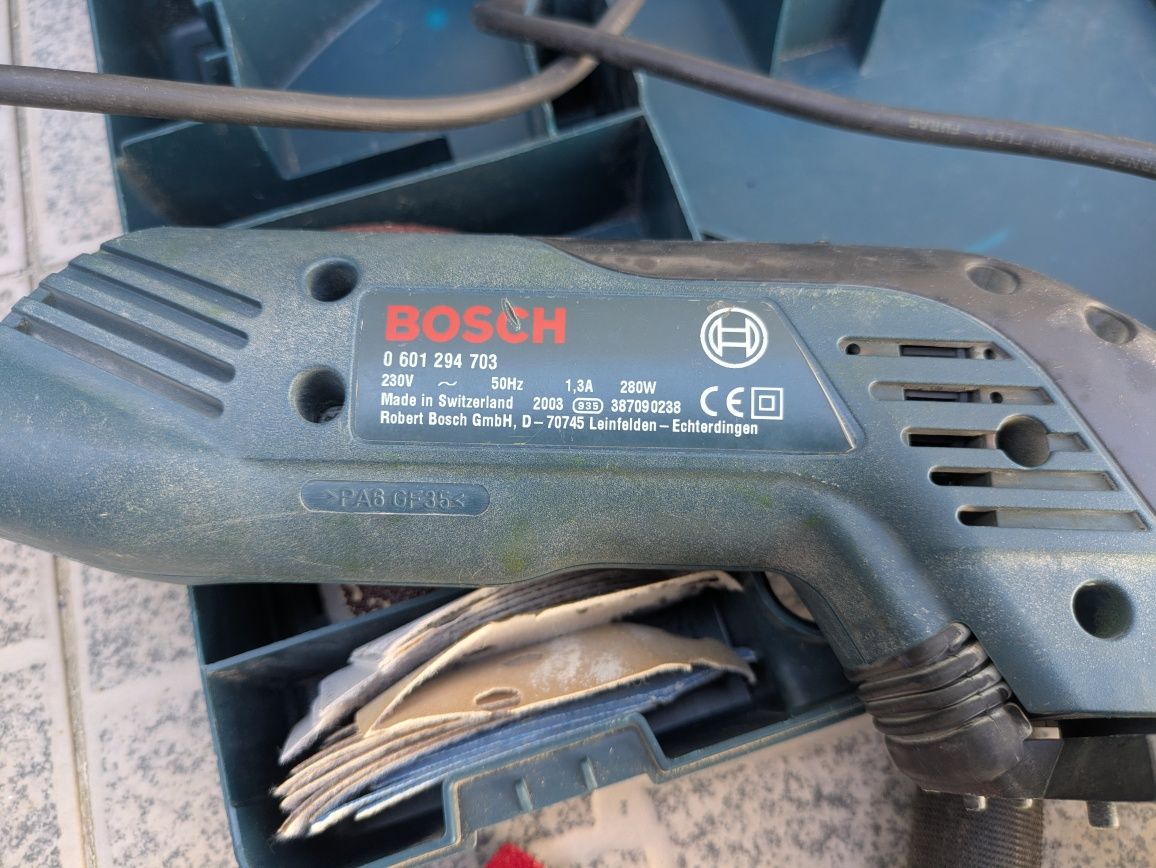 BOSCH
0 601 294 703
230V ~ 50Hz 1,3A 280W
Made in Switzerland 2003 935 387090238 CE
Robert Bosch GmbH, D-70745 Leinfelden-Echterdingen
>PA6 GF35<